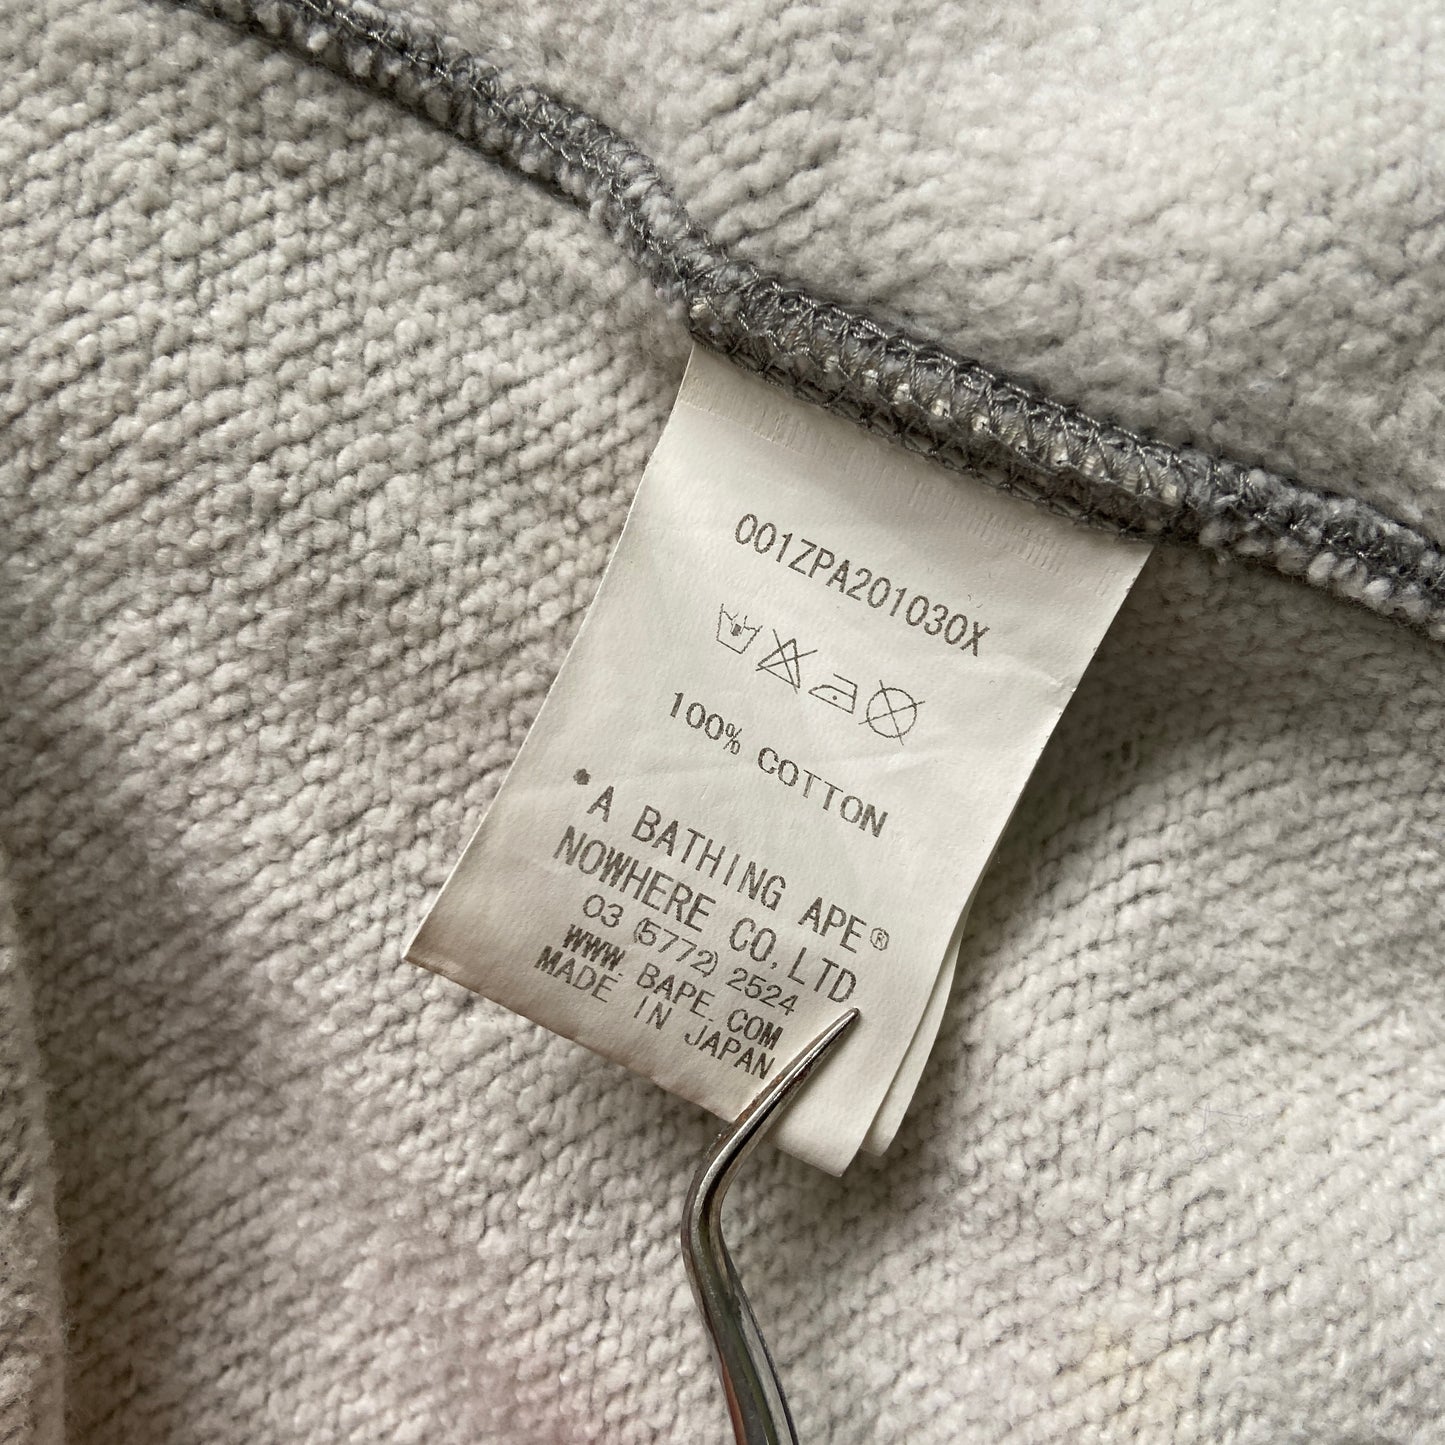 001ZPA201030X
100% COTTON
*A BATHING APE®
NOWHERE CO, LTD
03 (5772) 2524
WWW. BAPE. COM
MADE IN JAPAN